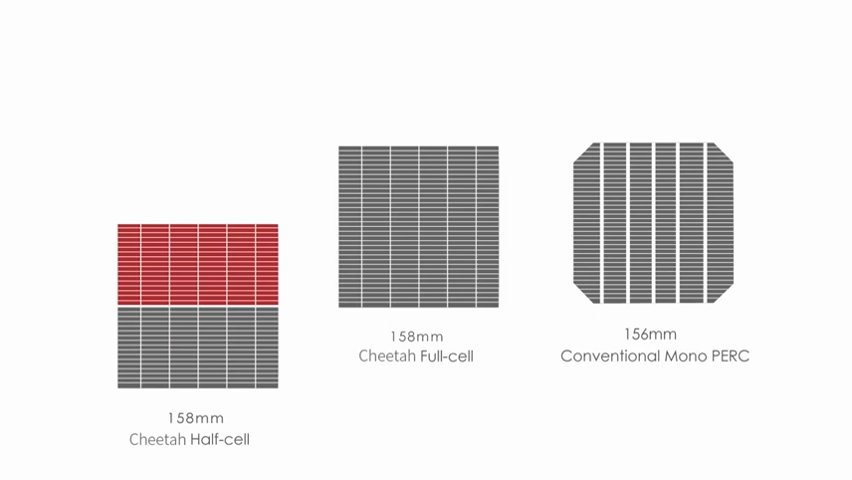 158mm
Cheetah Half-cell
158mm
Cheetah Full-cell
156mm
Conventional Mono PERC